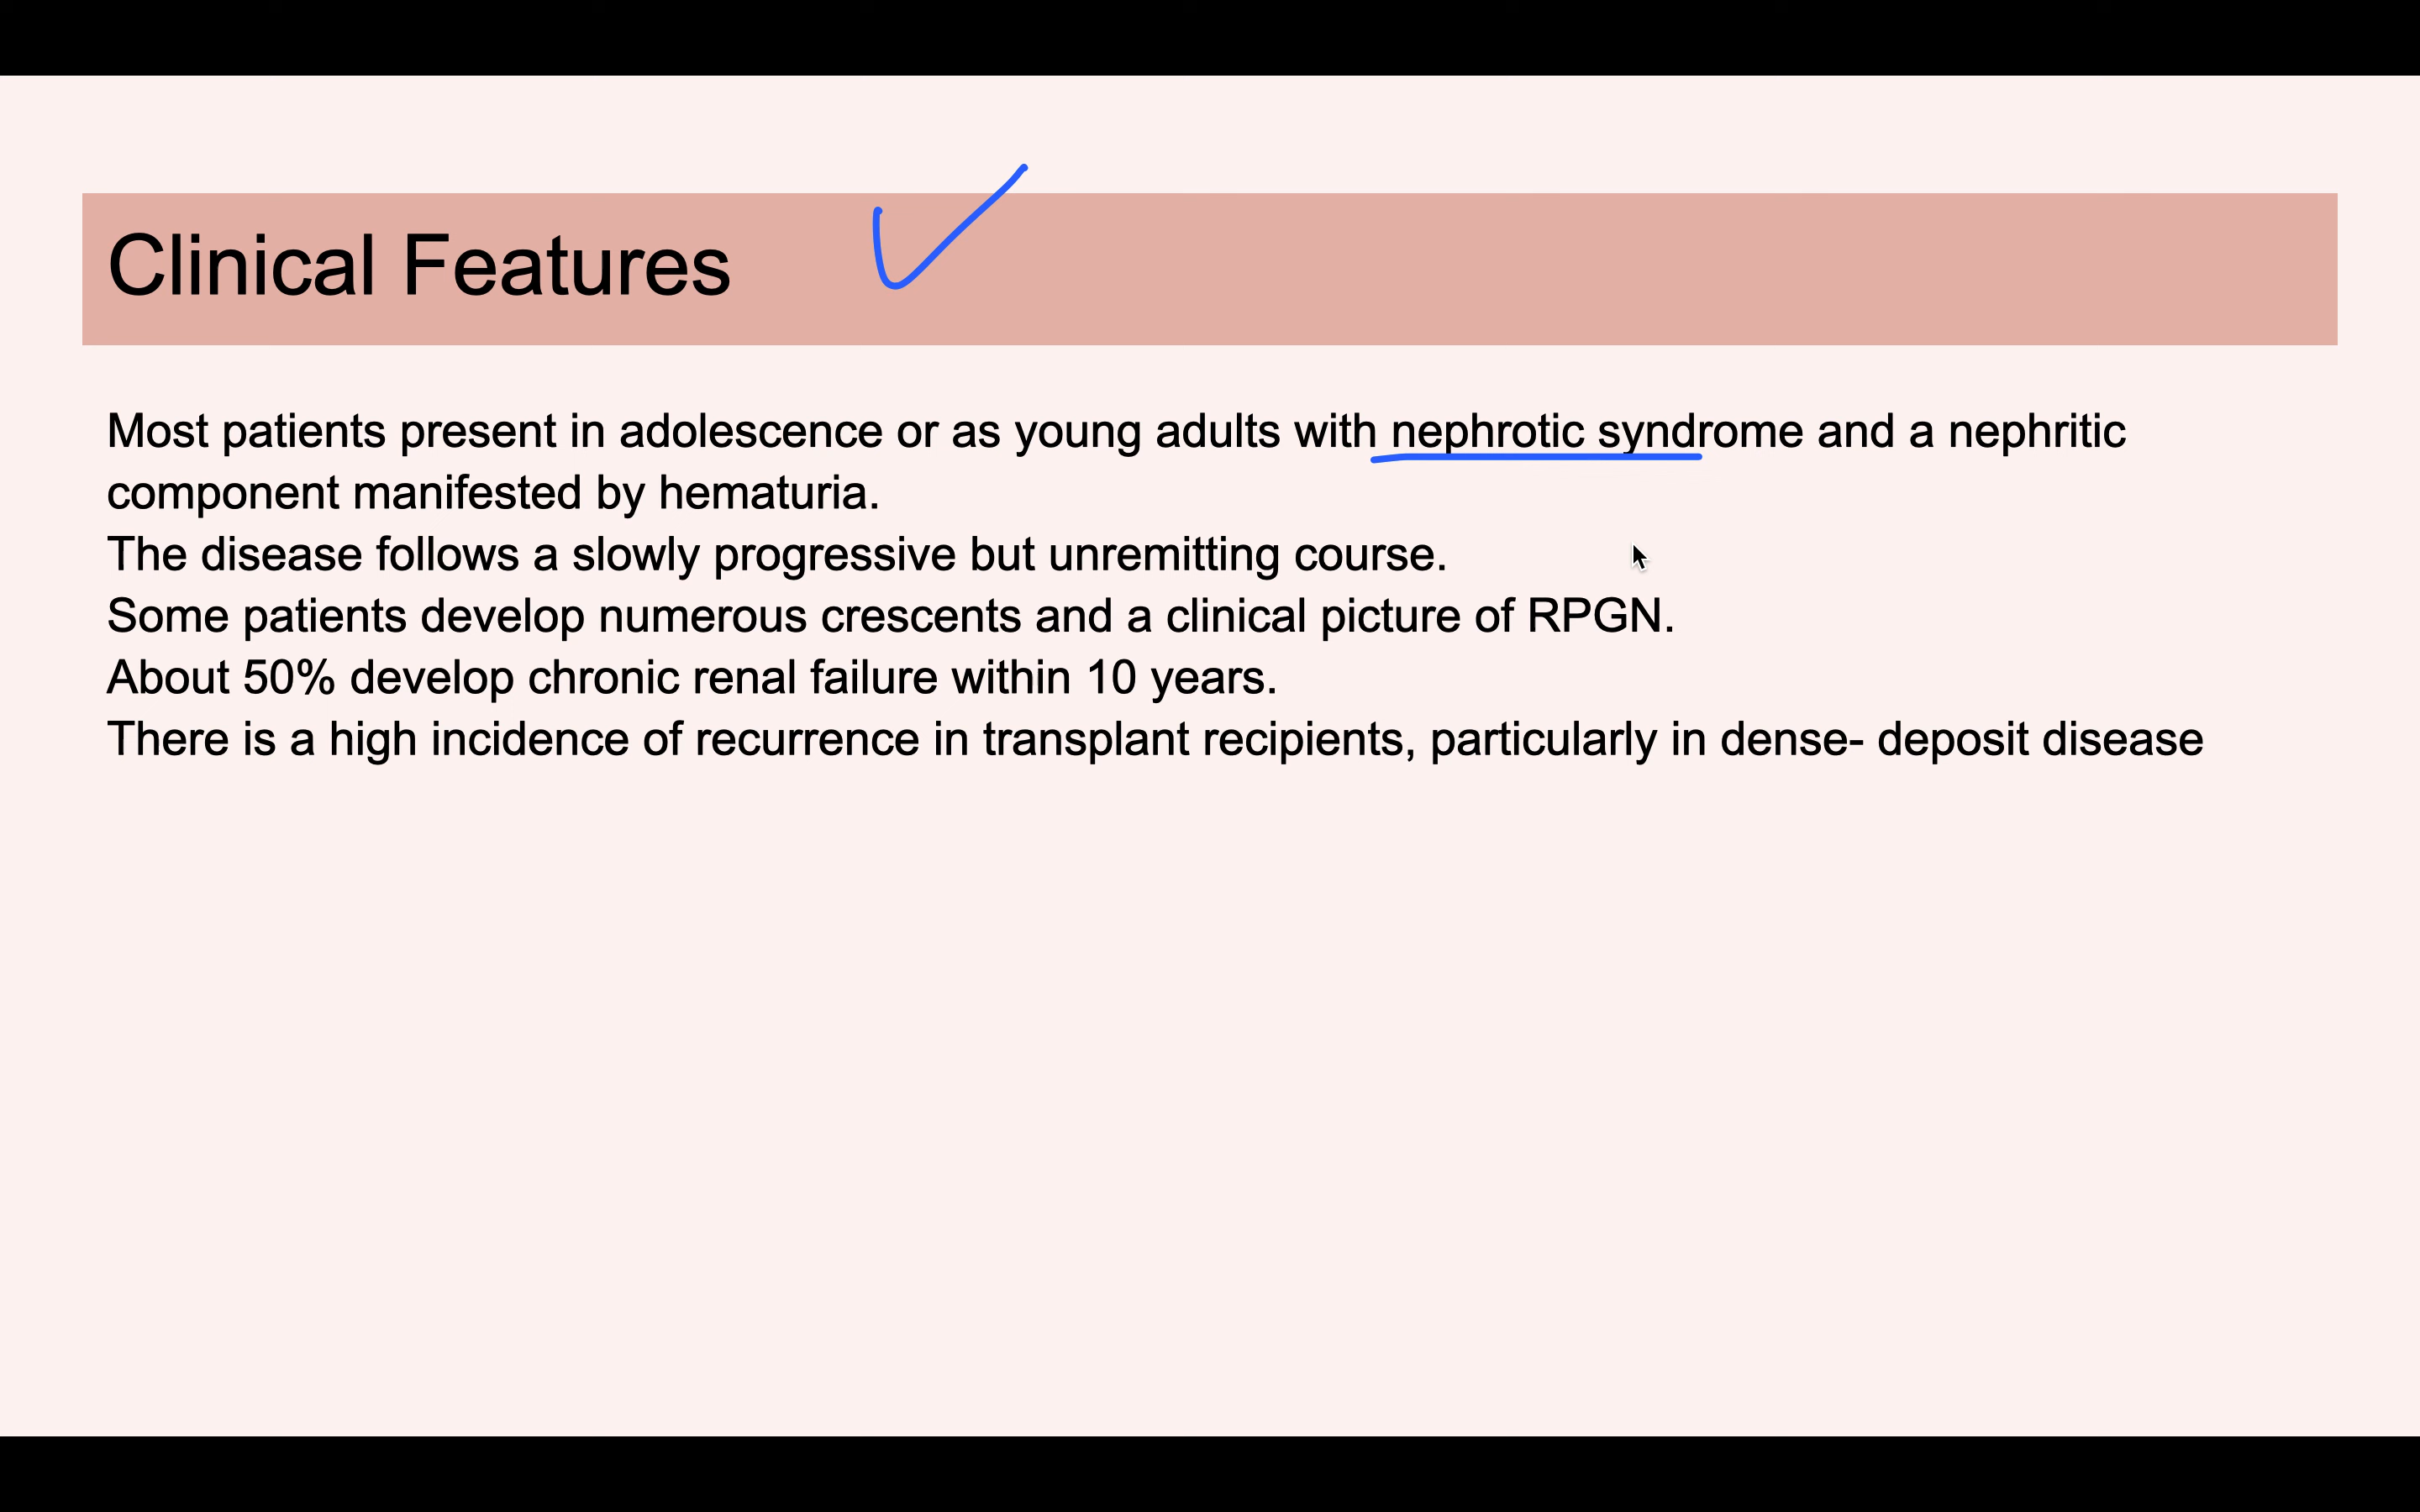 Clinical Features
Most patients present in adolescence or as young adults with nephrotic syndrome and a nephritic
component manifested by hematuria.
The disease follows a slowly progressive but unremitting course.
Some patients develop numerous crescents and a clinical picture of RPGN.
About 50% develop chronic renal failure within 10 years.
There is a high incidence of recurrence in transplant recipients, particularly in dense- deposit disease